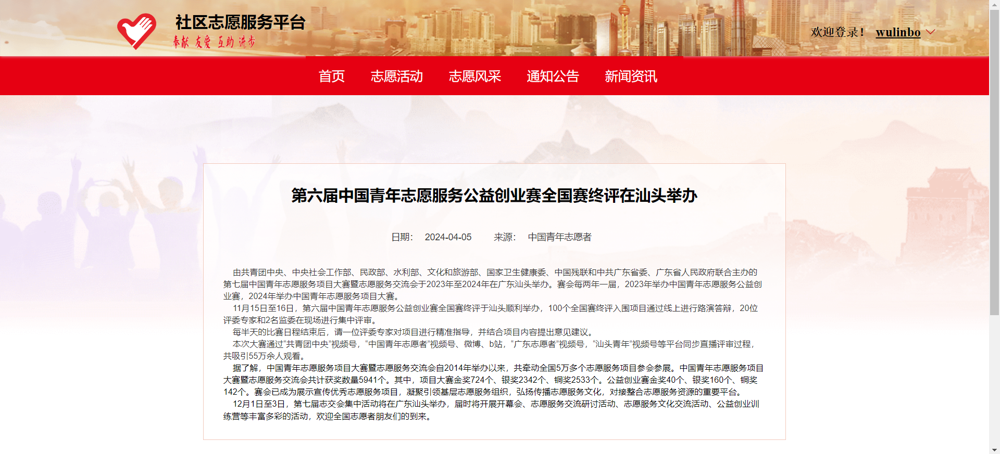 社区志愿服务平台
奉献 友爱 互助 进步
欢迎登录！ wulinbo
首页 志愿活动 志愿风采 通知公告 新闻资讯
第六届中国青年志愿服务公益创业赛全国赛终评在汕头举办
日期： 2024-04-05 来源： 中国青年志愿者
由共青团中央、中央社会工作部、民政部、水利部、文化和旅游部、国家卫生健康委、中国残联和中共广东省委、广东省人民政府联合主办的
第七届中国青年志愿服务项目大赛暨志愿服务交流会于2023年至2024年在广东汕头举办。赛会每两年一届，2023年举办中国青年志愿服务公益创
业赛，2024年举办中国青年志愿服务项目大赛。
11月15日至16日，第六届中国青年志愿服务公益创业赛全国赛终评于汕头顺利举办，100个全国赛终评入围项目通过线上进行路演答辩，20位
评委专家和2名监委在现场进行集中评审。
每半天的比赛日程结束后，请一位评委专家对项目进行精准指导，并结合项目内容提出意见建议。
本次大赛通过“共青团中央”视频号，“中国青年志愿者”视频号、微博、b站，“广东志愿者”视频号，“汕头青年”视频号等平台同步直播评审过程，
共吸引55万余人观看。
据了解，中国青年志愿服务项目大赛暨志愿服务交流会自2014年举办以来，共牵动全国5万多个志愿服务项目参会参展。中国青年志愿服务项目
大赛暨志愿服务交流会共计获奖数量5941个。其中，项目大赛金奖724个、银奖2342个、铜奖2533个。公益创业赛金奖40个、银奖160个、铜奖
142个。赛会已成为展示宣传优秀志愿服务项目，凝聚引领基层志愿服务组织，弘扬传播志愿服务文化，对接整合志愿服务资源的重要平台。
12月1日至3日，第七届志交会集中活动将在广东汕头举办，届时将开展开幕会、志愿服务交流研讨活动、志愿服务文化交流活动、公益创业训
练营等丰富多彩的活动，欢迎全国志愿者朋友们的到来。